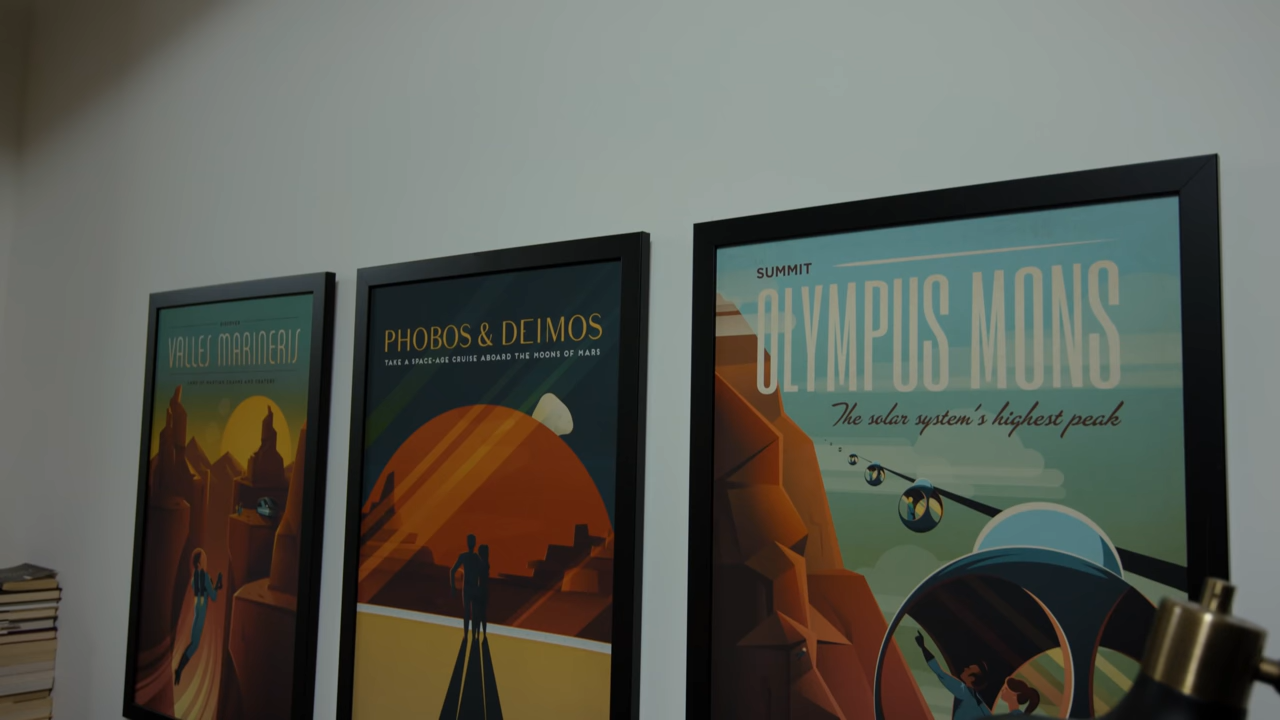 VALLES MARINERIS
PHOBOS & DEIMOS
TAKE A SPACE-AGE CRUISE ABOARD THE MOONS OF MARS
SUMMIT
OLYMPUS MONS
The solar system's highest peak